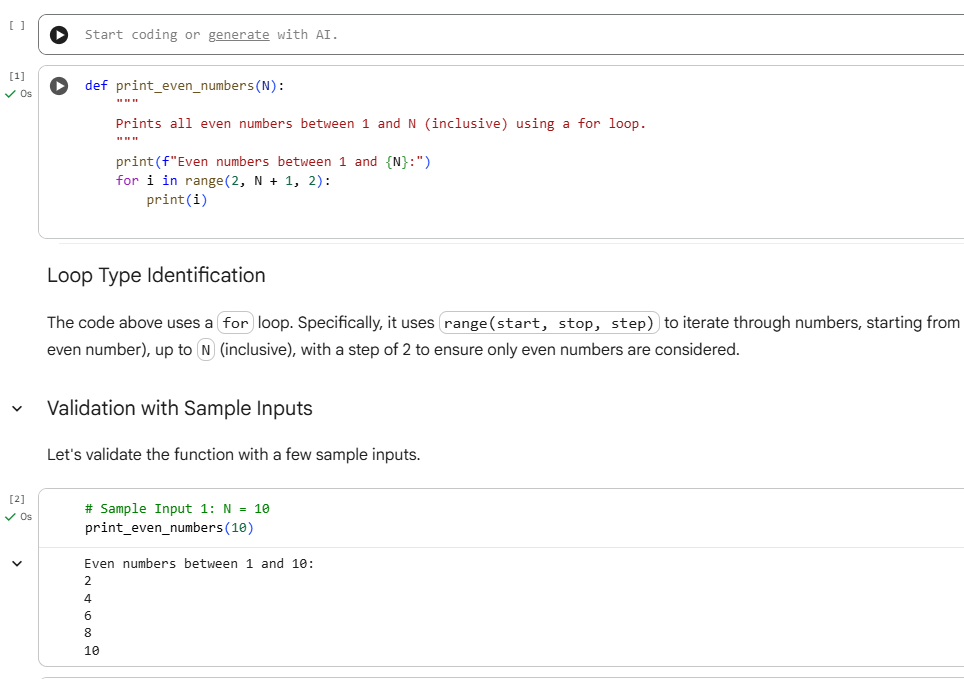 [ ]
Start coding or generate with AI.
[1]
0s
def print_even_numbers(N):
    """
    Prints all even numbers between 1 and N (inclusive) using a for loop.
    """
    print(f"Even numbers between 1 and {N}:")
    for i in range(2, N + 1, 2):
        print(i)
Loop Type Identification
The code above uses a for loop. Specifically, it uses range(start, stop, step) to iterate through numbers, starting from
even number), up to N (inclusive), with a step of 2 to ensure only even numbers are considered.
Validation with Sample Inputs
Let's validate the function with a few sample inputs.
[2]
0s
# Sample Input 1: N = 10
print_even_numbers(10)
Even numbers between 1 and 10:
2
4
6
8
10